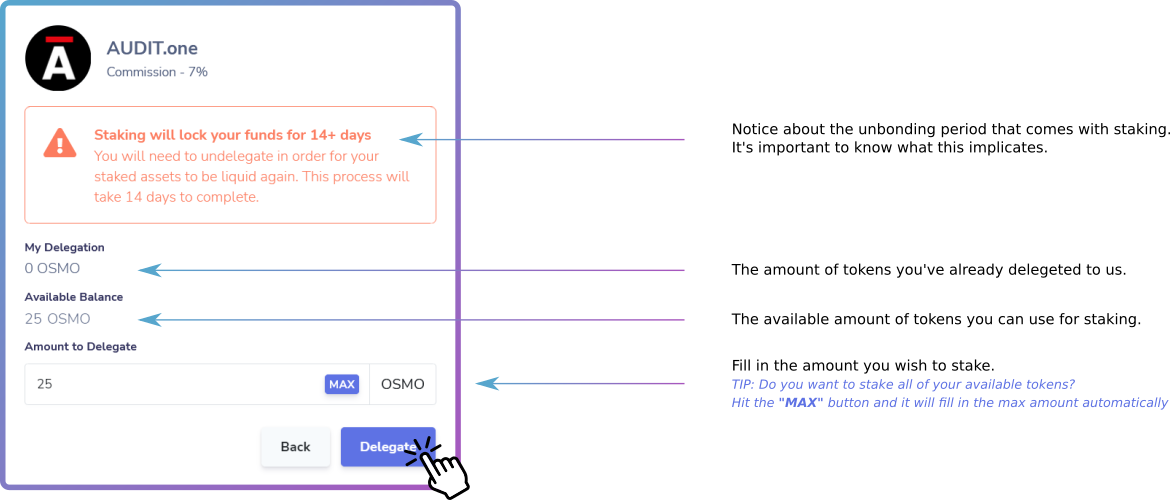 A
AUDIT.one
Commission - 7%
Staking will lock your funds for 14+ days
You will need to undelegate in order for your
staked assets to be liquid again. This process will
take 14 days to complete.
Notice about the unbonding period that comes with staking.
It's important to know what this implicates.
My Delegation
0 OSMO
The amount of tokens you've already delegeted to us.
Available Balance
25 OSMO
The available amount of tokens you can use for staking.
Amount to Delegate
25
MAX
OSMO
Fill in the amount you wish to stake.
TIP: Do you want to stake all of your available tokens?
Hit the "MAX" button and it will fill in the max amount automatically
Back
Delegate